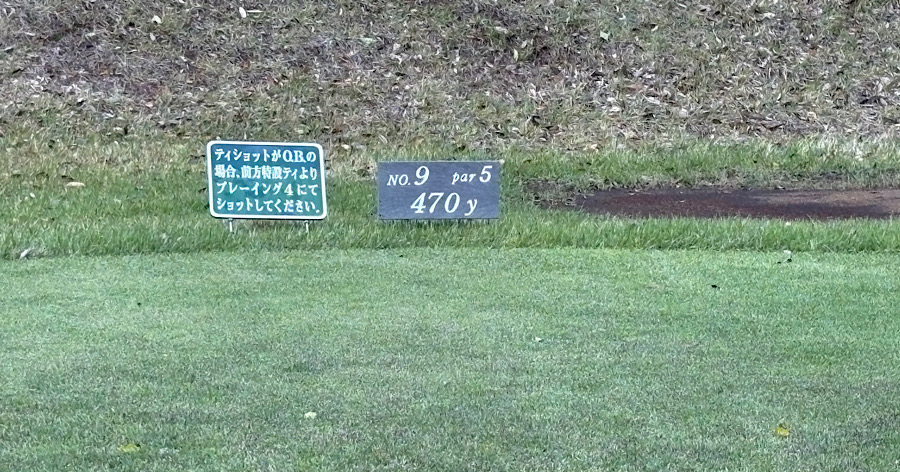 ティショットがO.B.の
場合、前方特設ティより
プレーイング4にて
ショットしてください。
NO.9 par5
470y